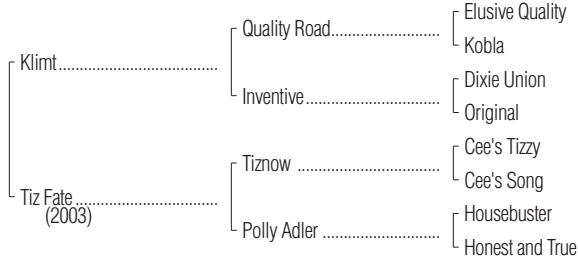 Elusive Quality
Quality Road...........................
Kobla
Klimt.....................................
Dixie Union
Inventive.................................
Original
Cee's Tizzy
Tiznow .................................
Cee's Song
Tiz Fate .................................
(2003)
Housebuster
Polly Adler ...........................
Honest and True